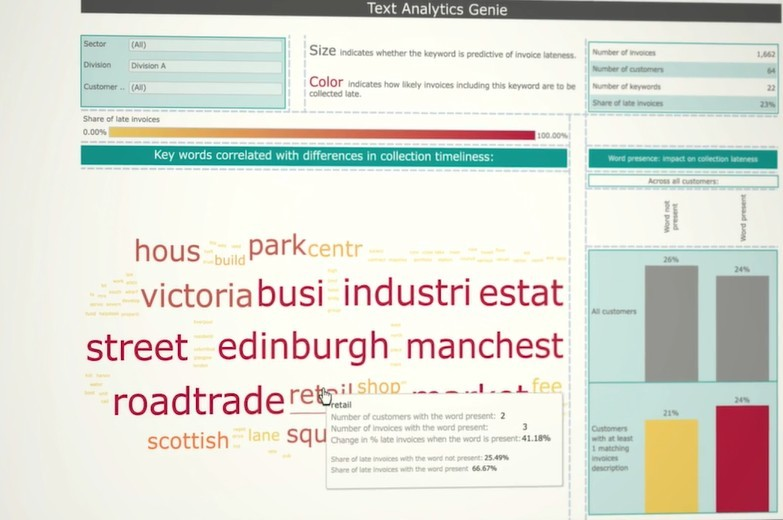 Text Analytics Genie
Sector (All)
Division Division A
Customer .. (All)
Size indicates whether the keyword is predictive of invoice lateness.
Color indicates how likely invoices including this keyword are to be
collected late.
Number of invoices 1,662
Number of customers 64
Number of keywords 22
Share of late invoices 23%
Share of late invoices
0.00% 100.00%
Key words correlated with differences in collection timeliness:
Word presence: impact on collection lateness
Across all customers:
Word not
present
Word present
hous build park centr
victoria busi industri estat
street edinburgh manchest
roadtrade retail shop market fee
scottish lane squ
retail
Number of customers with the word present: 2
Number of invoices with the word present: 3
Change in % late invoices when the word is present: 41.18%
Share of late invoices with the word not present: 25.49%
Share of late invoices with the word present 66.67%
26%
24%
All customers
21%
24%
Customers
with at least
1 matching
invoices
description